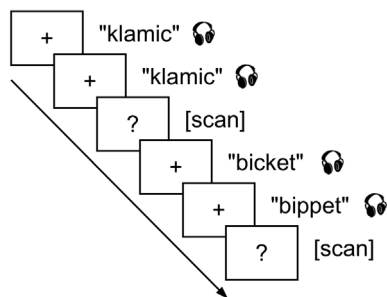 + "klamic"
+ "klamic"
? [scan]
+ "bicket"
+ "bippet"
? [scan]